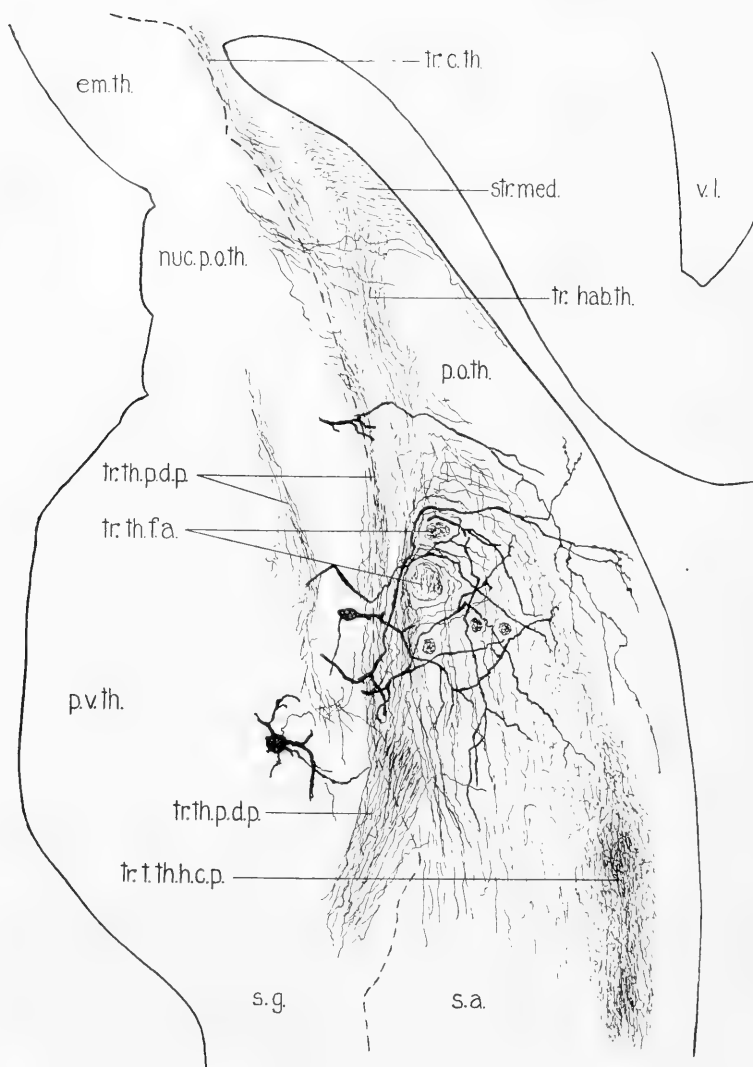 tr. c. th.
em. th.
str. med.
v. l.
nuc. p. o. th.
tr. hab. th.
p. o. th.
tr. th. p. d. p.
tr. th. f. a.
p. v. th.
tr. th. p. d. p.
tr. t. th. h. c. p.
s. g.
s. a.